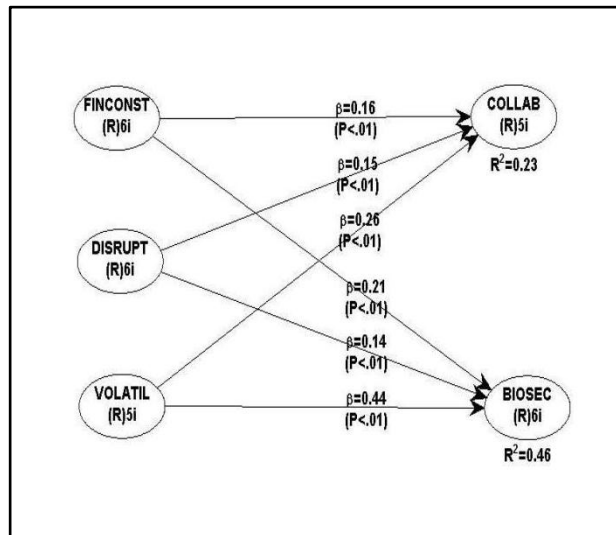 FINCONST
(R)6i
COLLAB
(R)5i
R²=0.23
β=0.16
(P<.01)
β=0.15
(P<.01)
β=0.26
(P<.01)
DISRUPT
(R)6i
β=0.21
(P<.01)
β=0.14
(P<.01)
VOLATIL
(R)5i
β=0.44
(P<.01)
BIOSEC
(R)6i
R²=0.46